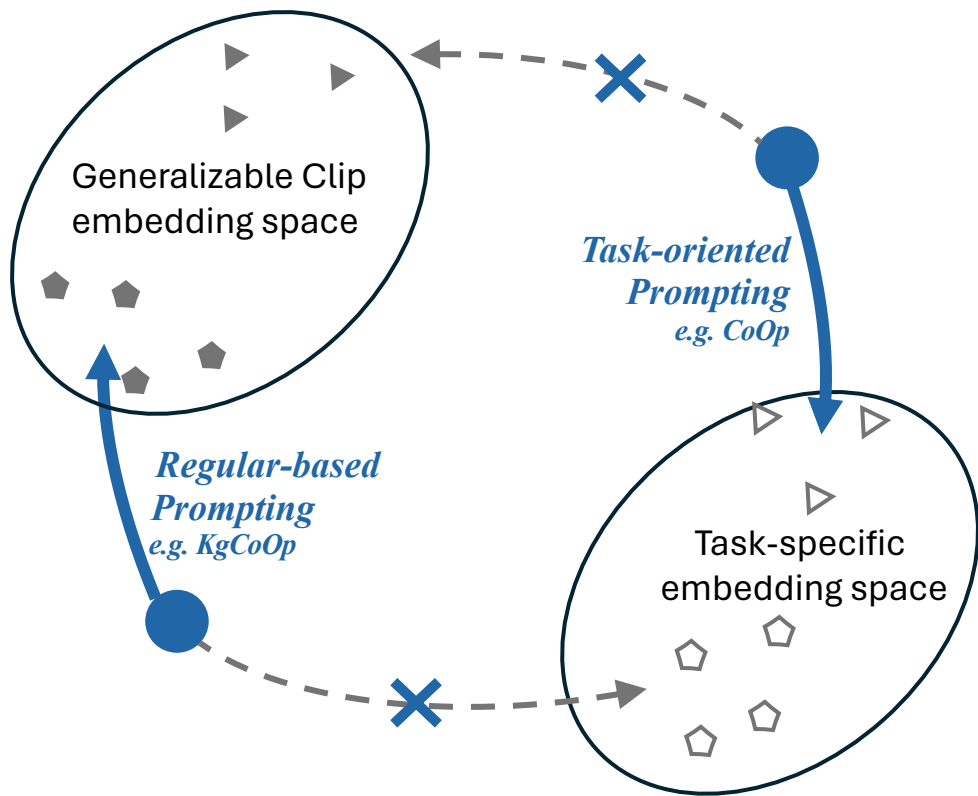 Generalizable Clip
embedding space
Task-oriented
Prompting
e.g. CoOp
Regular-based
Prompting
e.g. KgCoOp
Task-specific
embedding space